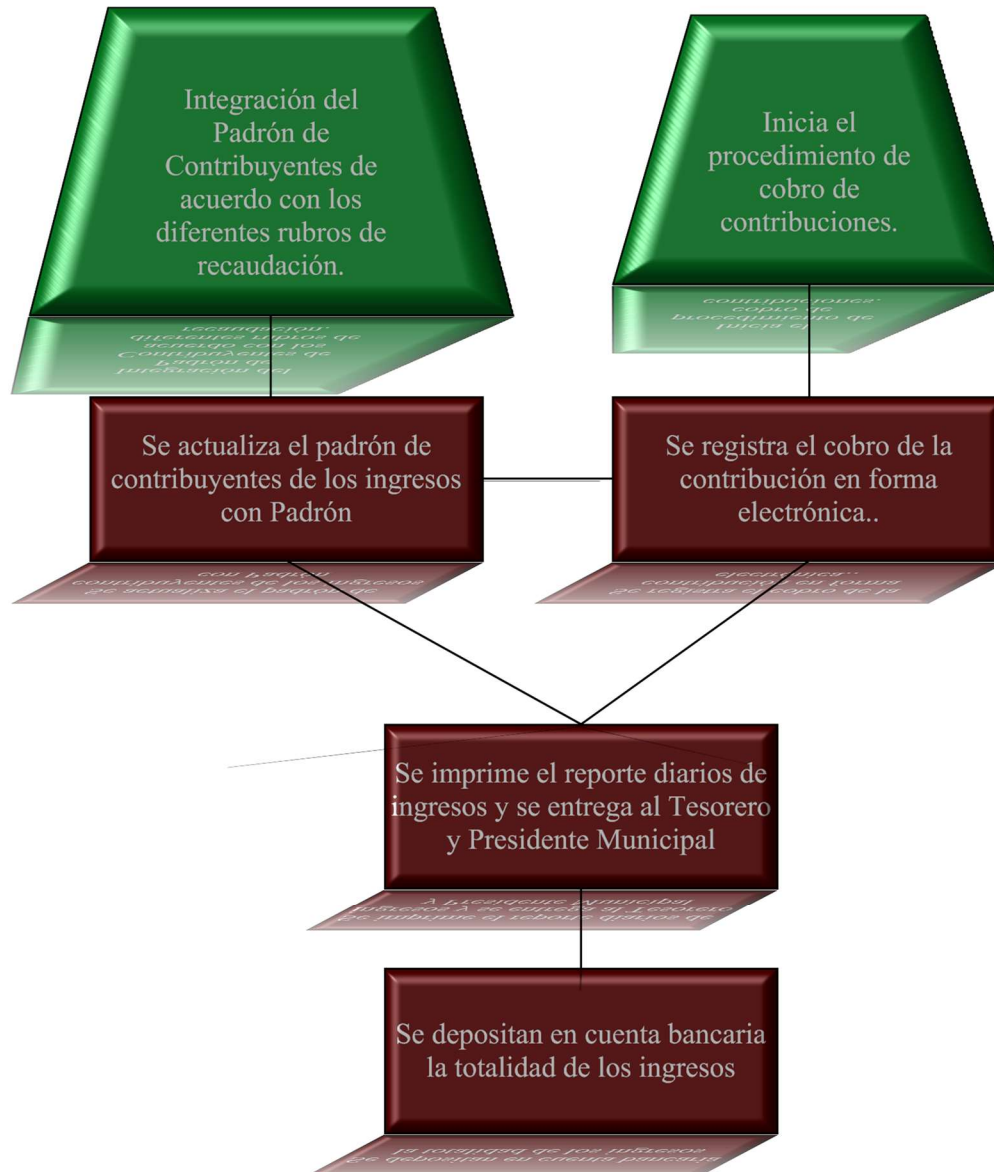 Integración del
Padrón de
Contribuyentes de
acuerdo con los
diferentes rubros de
recaudación.
Inicia el
procedimiento de
cobro de
contribuciones.
Se actualiza el padrón de
contribuyentes de los ingresos
con Padrón
Se registra el cobro de la
contribución en forma
electrónica..
Se imprime el reporte diarios de
ingresos y se entrega al Tesorero
y Presidente Municipal
Se depositan en cuenta bancaria
la totalidad de los ingresos